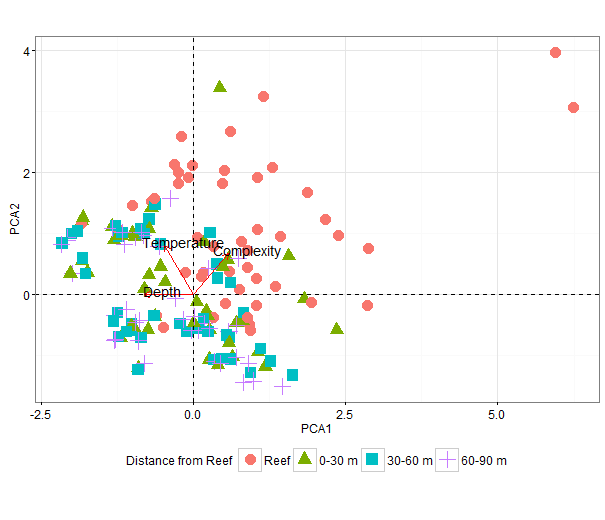 PCA2
4
2
0
Temperature
Complexity
Depth
-2.5 0.0 2.5 5.0
PCA1
Distance from Reef Reef 0-30 m 30-60 m 60-90 m